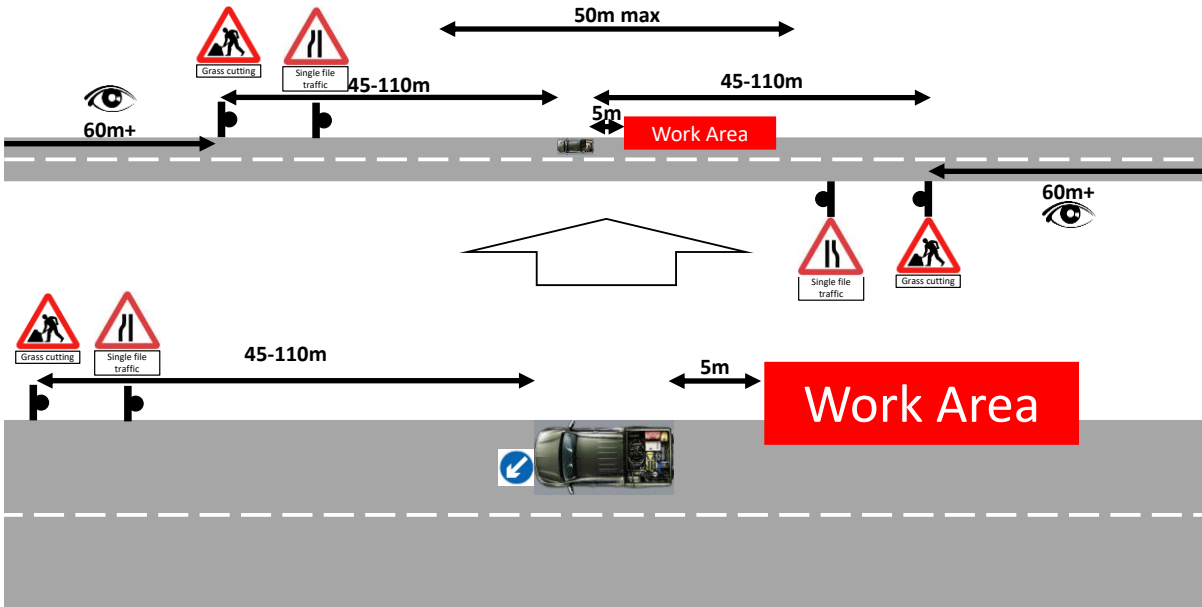 50m max
Grass cutting
Single file
traffic
45-110m
45-110m
60m+
5m
Work Area
60m+
Single file
traffic
Grass cutting
Grass cutting
Single file
traffic
45-110m
5m
Work Area